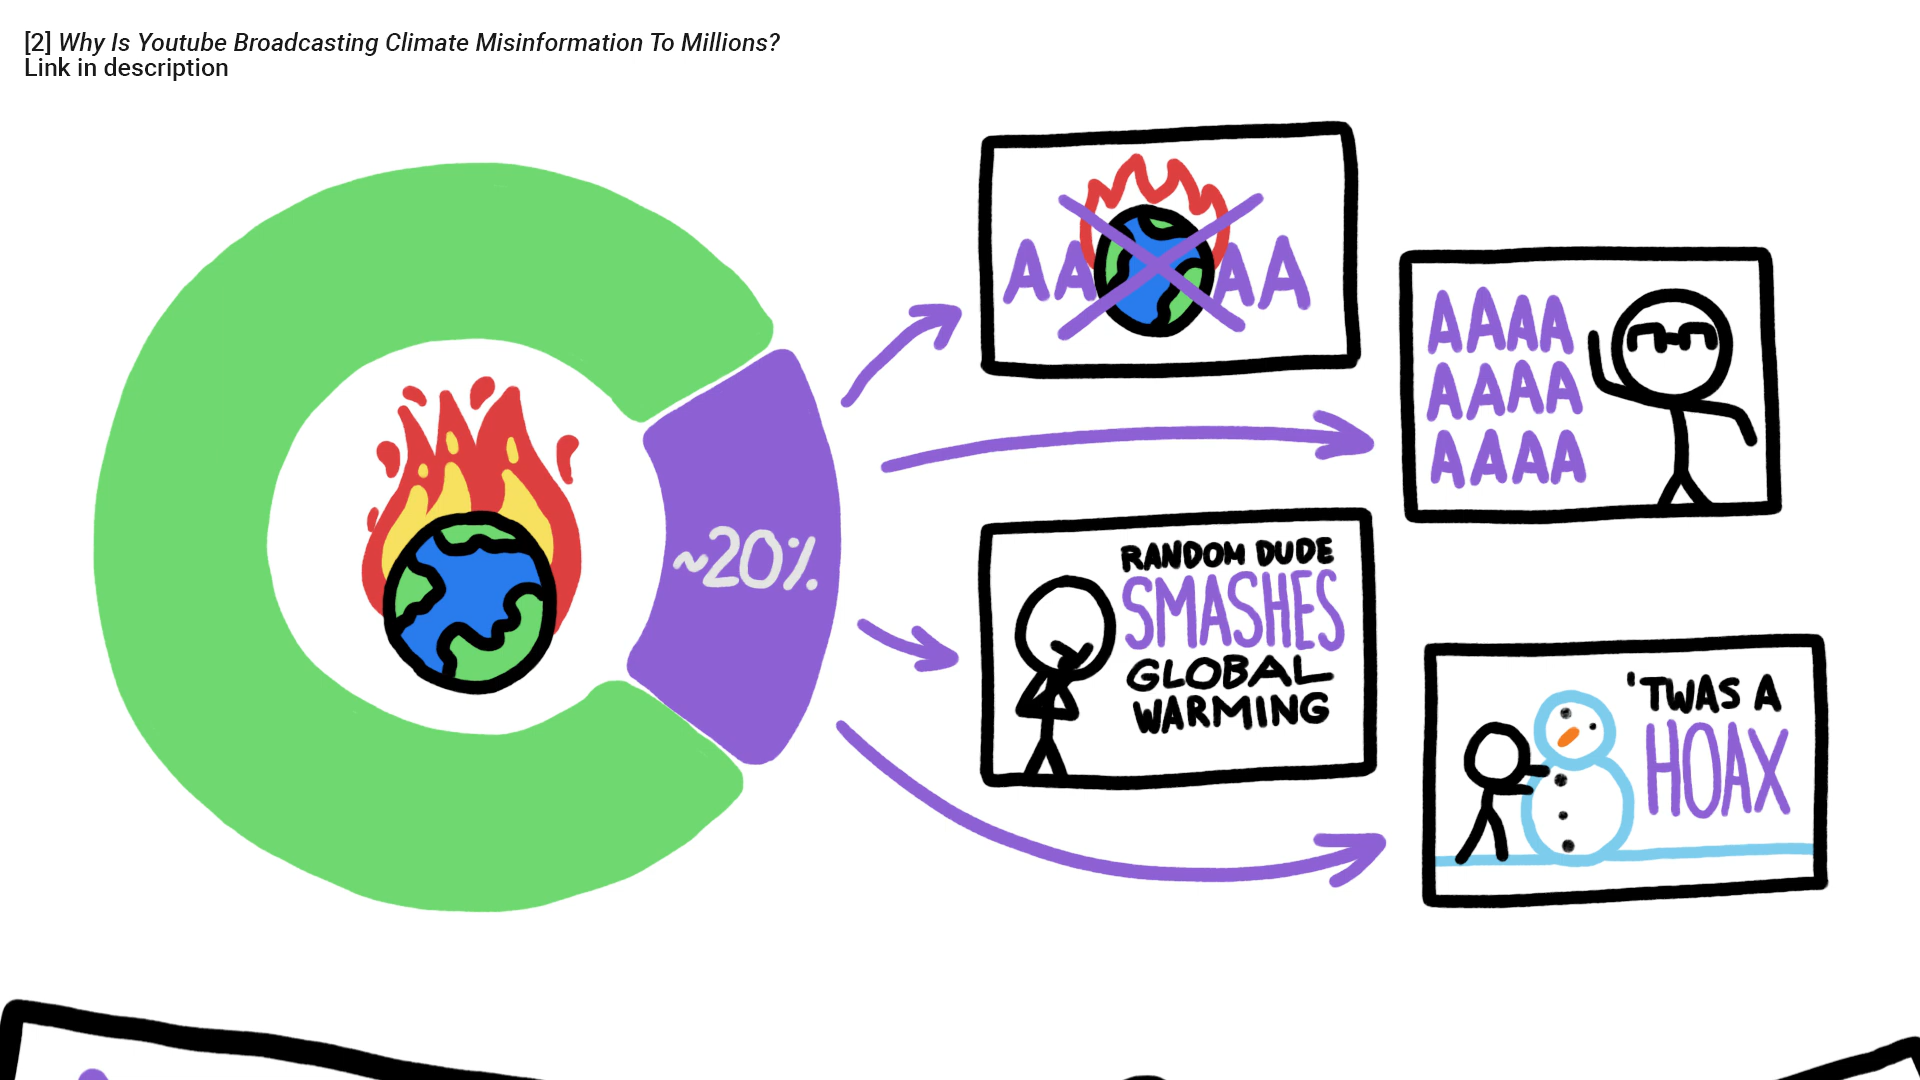 [2] Why Is Youtube Broadcasting Climate Misinformation To Millions?
Link in description
~20%
AA AA
AAAA
AAAA
AAAA
RANDOM DUDE
SMASHES
GLOBAL
WARMING
'TWAS A
HOAX